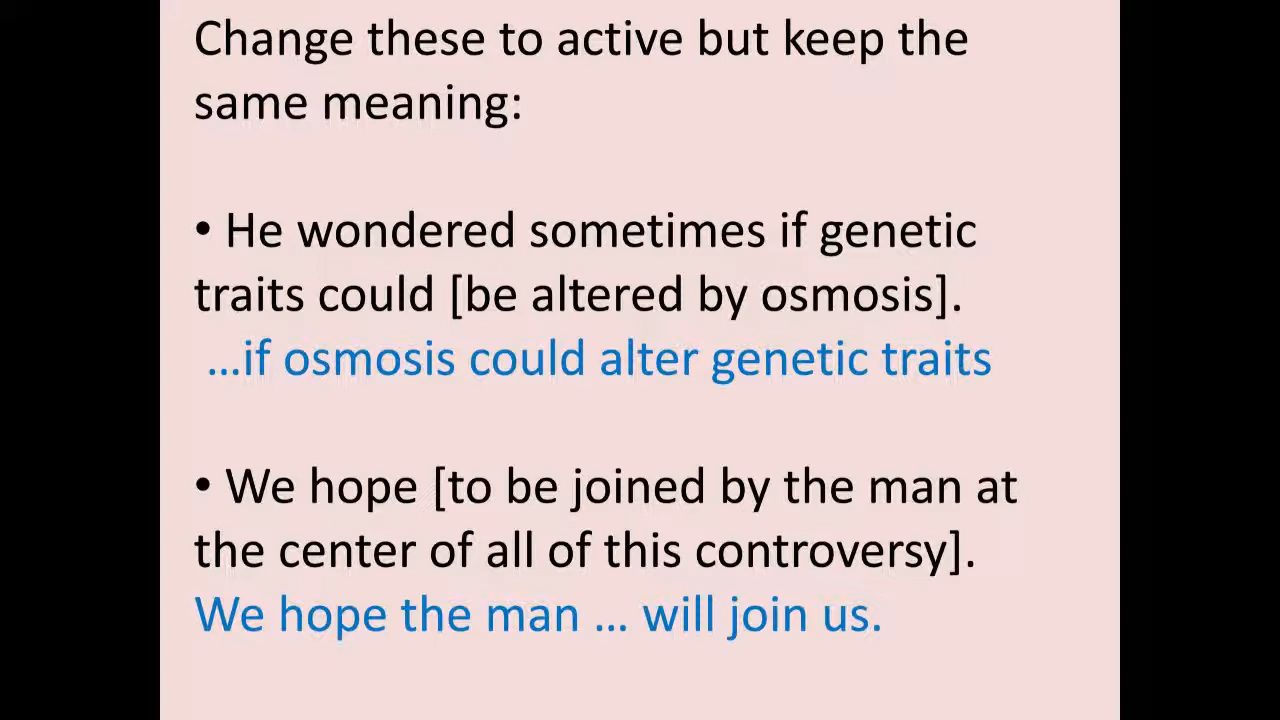 Change these to active but keep the
same meaning:
• He wondered sometimes if genetic
traits could [be altered by osmosis].
…if osmosis could alter genetic traits
• We hope [to be joined by the man at
the center of all of this controversy].
We hope the man … will join us.